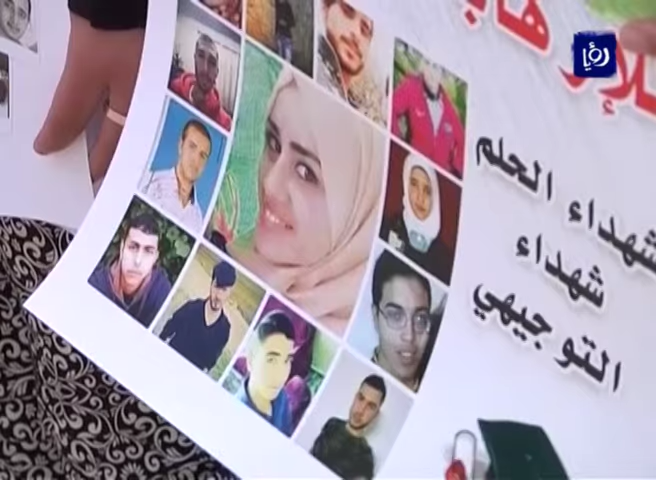 رؤيا
شهداء الحلم
شهداء
التوجيهي